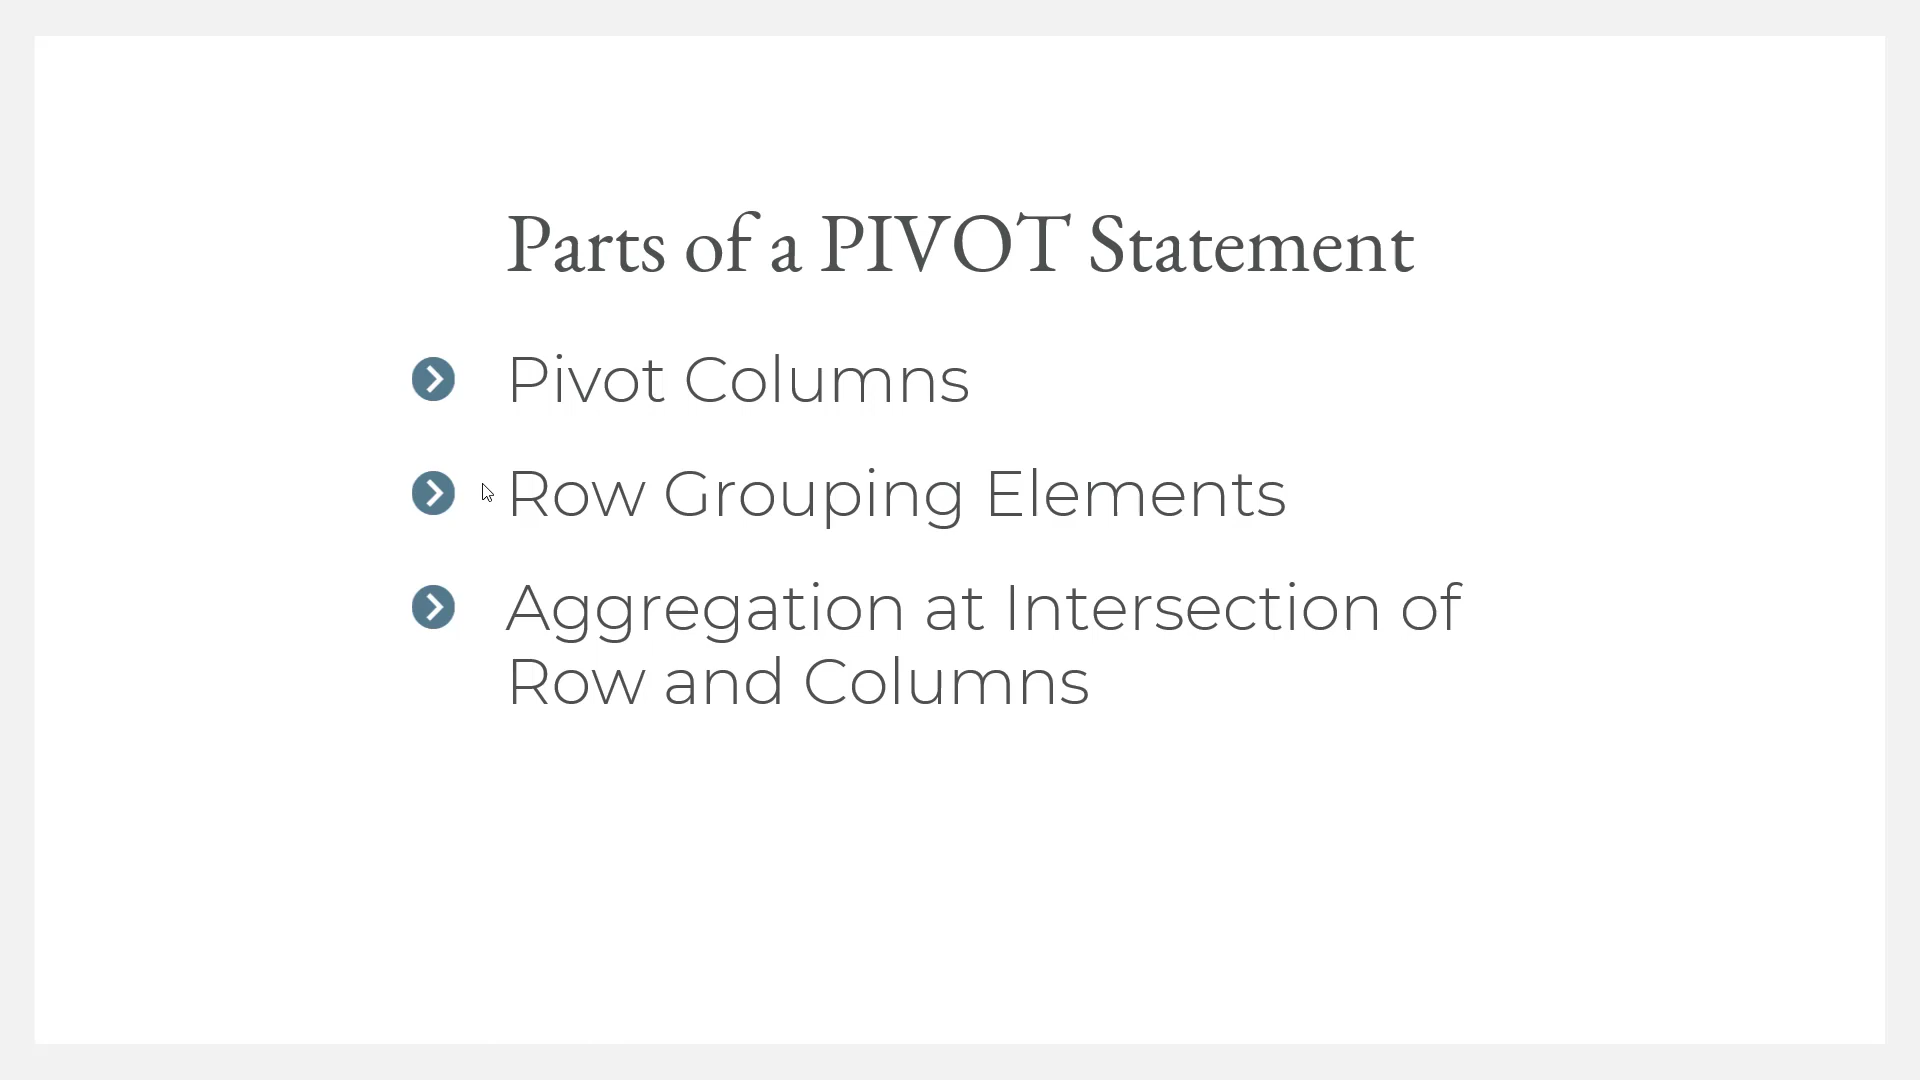 Parts of a PIVOT Statement
Pivot Columns
Row Grouping Elements
Aggregation at Intersection of
Row and Columns